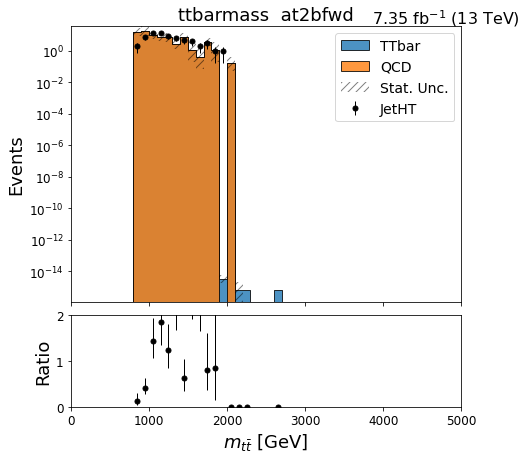 ttbarmass at2bfwd 7.35 fb⁻¹ (13 TeV)
TTbar
QCD
Stat. Unc.
JetHT
Events
10⁰
10⁻²
10⁻⁴
10⁻⁶
10⁻⁸
10⁻¹⁰
10⁻¹²
10⁻¹⁴
Ratio
2
1
0
0 1000 2000 3000 4000 5000
m_{tt̄} [GeV]